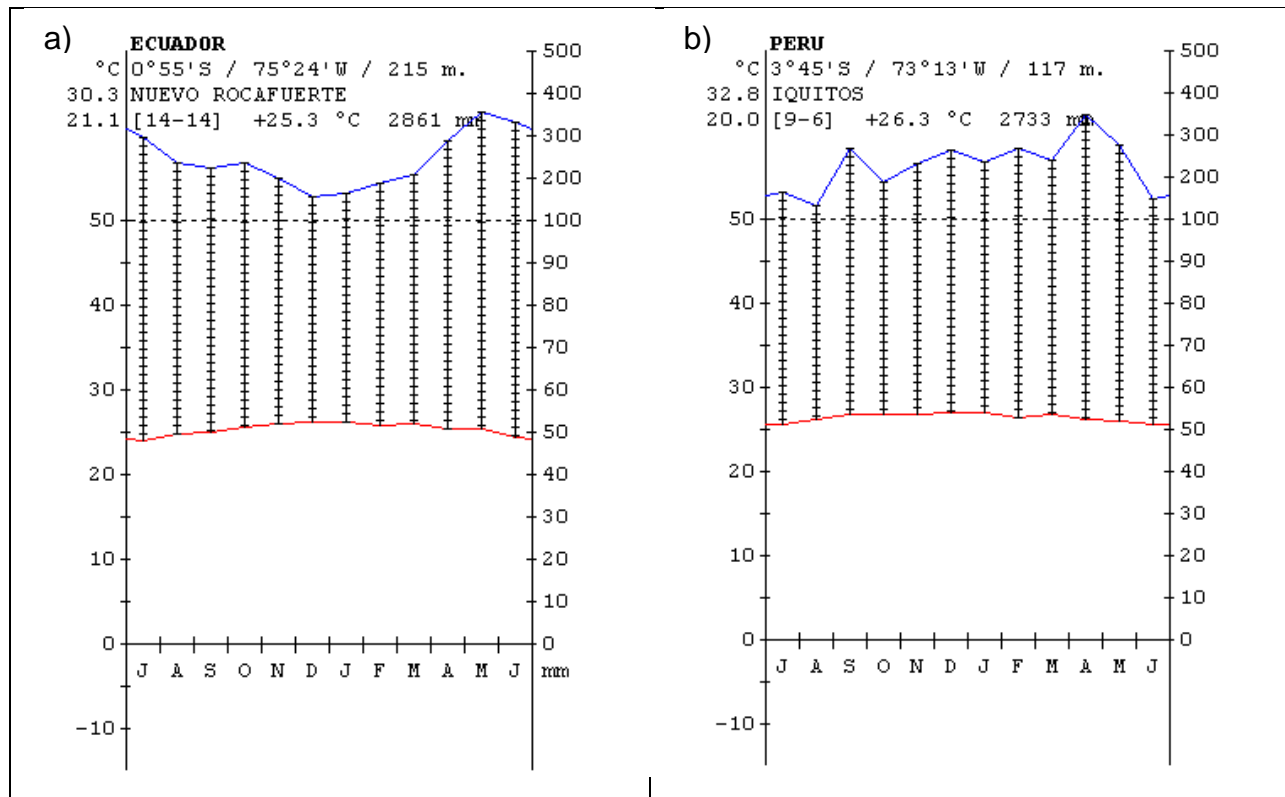 a)
ECUADOR
°C 0°55'S / 75°24'W / 215 m.
30.3 NUEVO ROCAFUERTE
21.1 [14-14] +25.3 °C 2861 mm
500
400
300
200
50 100
90
40 80
70
30 60
50
20 40
30
10 20
10
0 0
J A S O N D J F M A M J mm
-10
b)
PERU
°C 3°45'S / 73°13'W / 117 m.
32.8 IQUITOS
20.0 [9-6] +26.3 °C 2733 mm
500
400
300
200
50 100
90
40 80
70
30 60
50
20 40
30
10 20
10
0 0
J A S O N D J F M A M J
-10